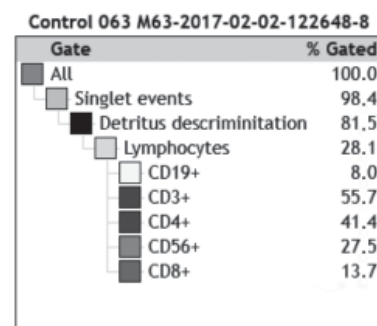 Control 063 M63-2017-02-02-122648-8
Gate % Gated
All 100.0
Singlet events 98.4
Detritus descriminitation 81.5
Lymphocytes 28.1
CD19+ 8.0
CD3+ 55.7
CD4+ 41.4
CD56+ 27.5
CD8+ 13.7